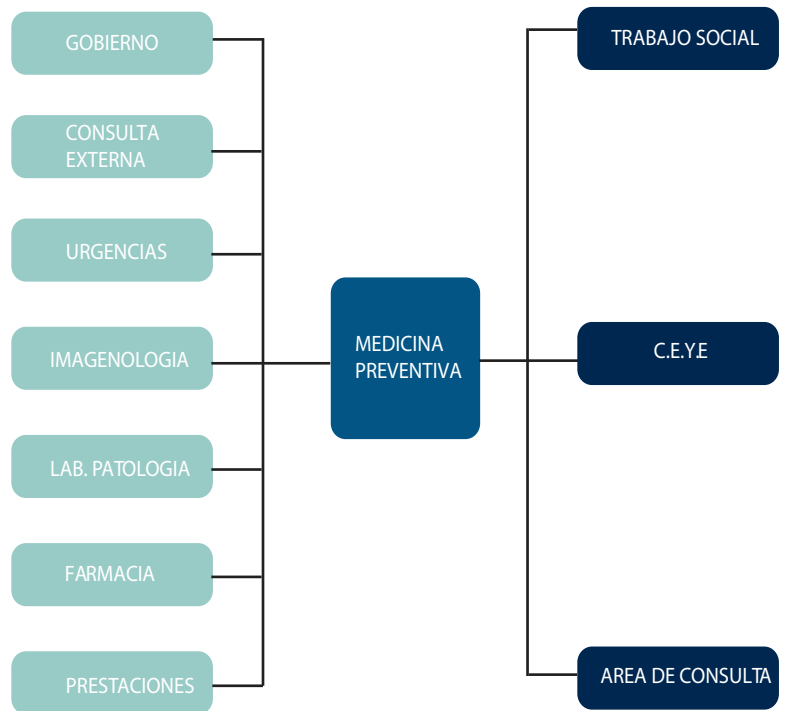 GOBIERNO
CONSULTA
EXTERNA
URGENCIAS
IMAGENOLOGIA
LAB. PATOLOGIA
FARMACIA
PRESTACIONES
MEDICINA
PREVENTIVA
TRABAJO SOCIAL
C.E.Y.E
AREA DE CONSULTA